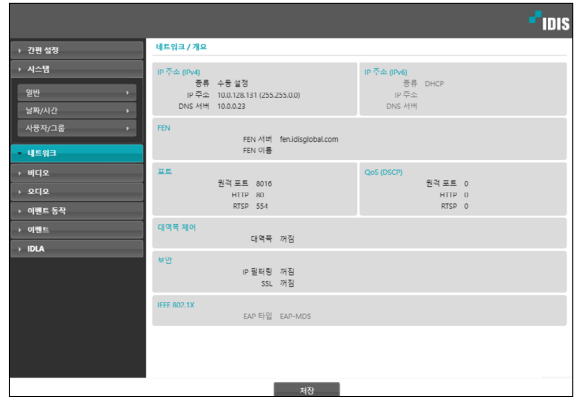 IDIS
간편 설정
시스템
일반
날짜/시간
사용자/그룹
네트워크
비디오
오디오
이벤트 동작
이벤트
IDLA
네트워크 / 개요
IP 주소 (IPv4)
종류 수동 설정
IP 주소 10.0.128.131 (255.255.0.0)
DNS 서버 10.0.0.23
IP 주소 (IPv6)
종류 DHCP
IP 주소
DNS 서버
FEN
FEN 서버 fen.idisglobal.com
FEN 이름
포트
원격 포트 8016
HTTP 80
RTSP 554
QoS (DSCP)
원격 포트 0
HTTP 0
RTSP 0
대역폭 제어
대역폭 꺼짐
보안
IP 필터링 꺼짐
SSL 꺼짐
IEEE 802.1X
EAP 타입 EAP-MD5
저장